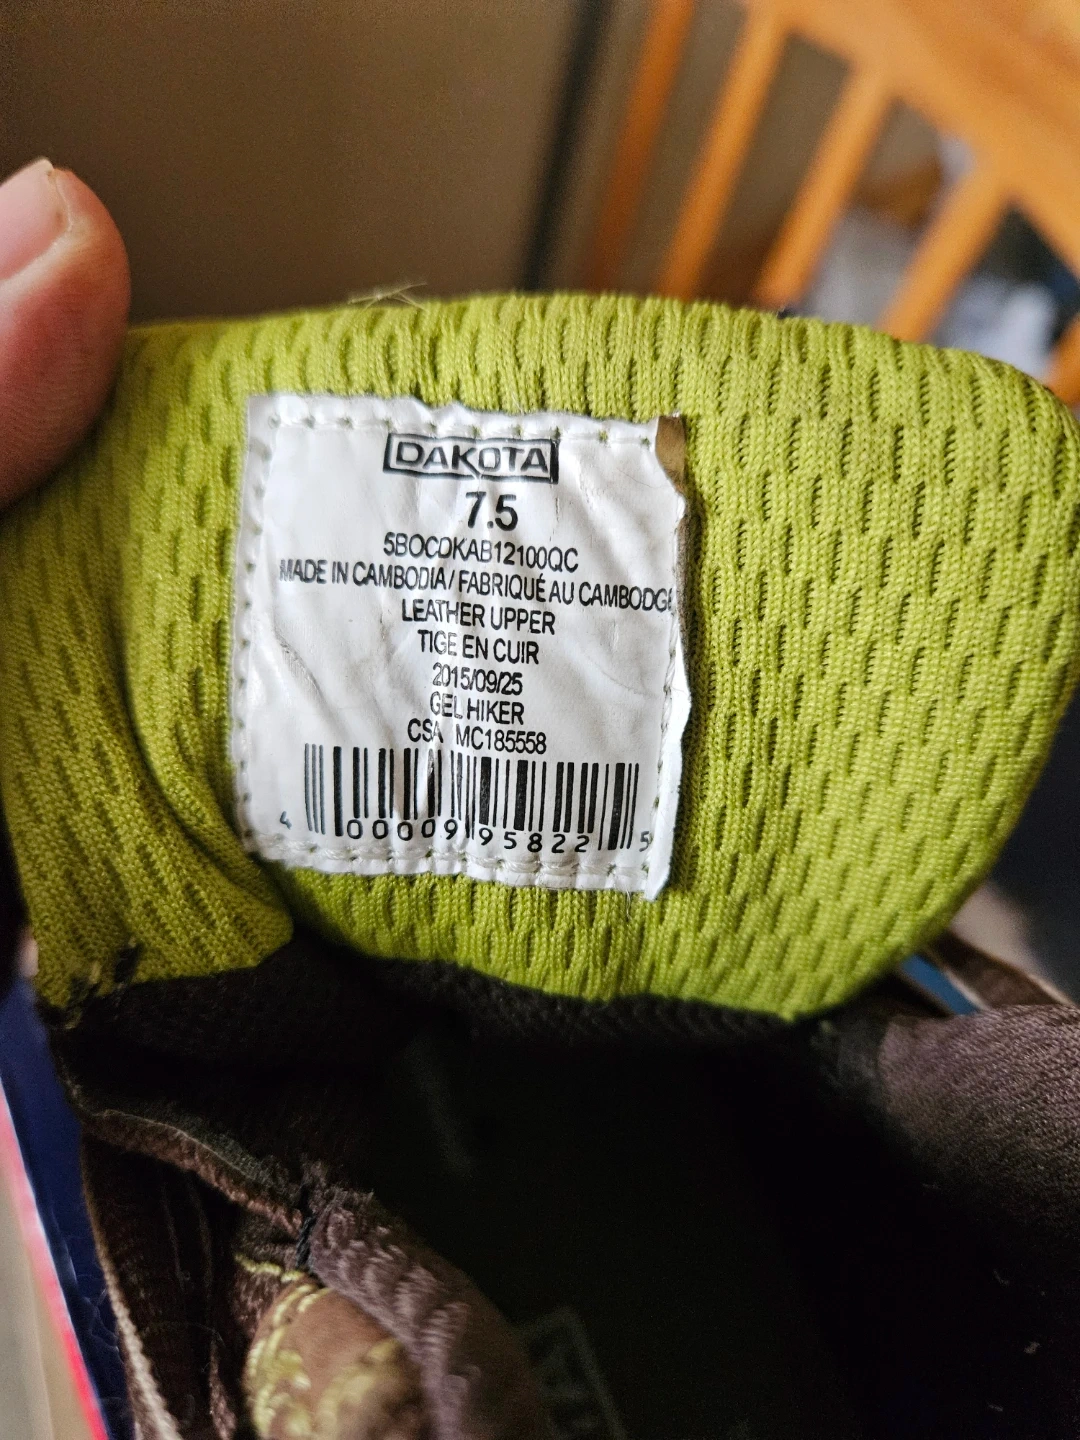 DAKOTA
7.5
5BOCDKAB12100QC
MADE IN CAMBODIA / FABRIQUÉ AU CAMBODGE
LEATHER UPPER
TIGE EN CUIR
2015/09/25
GEL HIKER
CSA MC185558
4 00009 95822 5